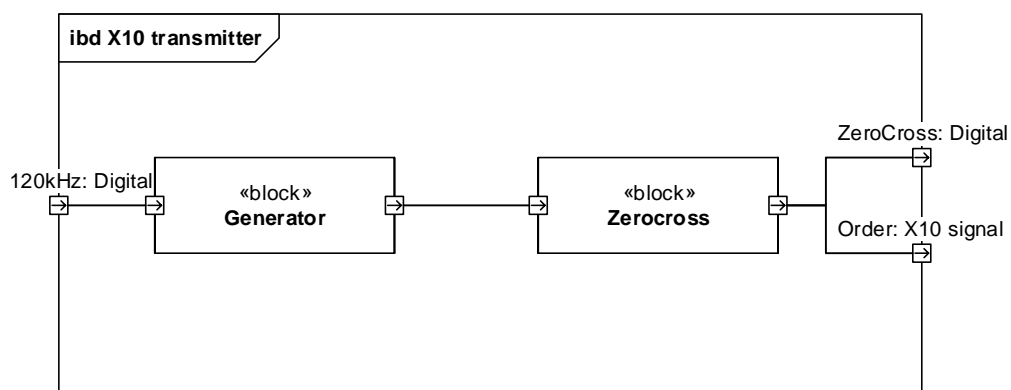 ibd X10 transmitter
ZeroCross: Digital
120kHz: Digital
«block»
Generator
«block»
Zerocross
Order: X10 signal